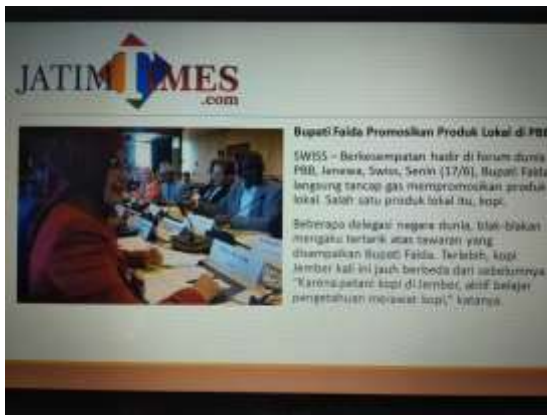 JATIMTIMES
.com
Bupati Faida Promosikan Produk Lokal di PBB
SWISS – Berkesempatan hadir di forum dunia
PBB, Jenewa, Swiss, Senin (17/6), Bupati Faida
langsung tancap gas mempromosikan produk
lokal. Salah satu produk lokal itu, kopi.
Beberapa delegasi negara dunia, blak-blakan
mengaku tertarik atas tawaran yang
disampaikan Bupati Faida. Terlebih, kopi
Jember kali ini jauh berbeda dari sebelumnya.
"Karena petani kopi di Jember, aktif belajar
pengetahuan merawat kopi," katanya.